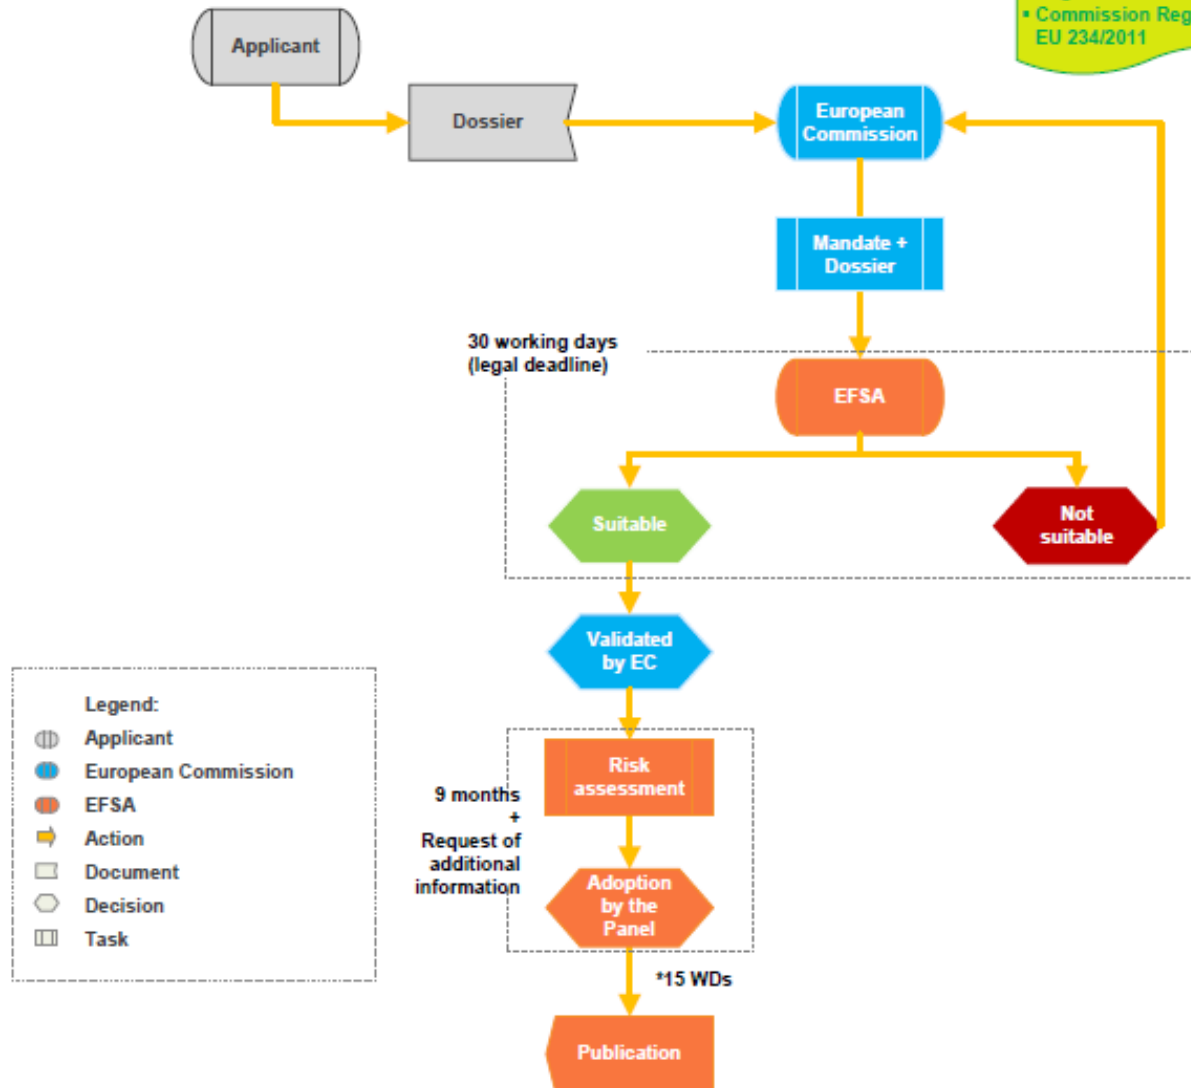 ▪ Commission Reg
EU 234/2011
Applicant
Dossier
European
Commission
Mandate +
Dossier
30 working days
(legal deadline)
EFSA
Suitable
Not
suitable
Validated
by EC
Legend:
Applicant
European Commission
EFSA
Action
Document
Decision
Task
9 months
+
Request of
additional
information
Risk
assessment
Adoption
by the
Panel
*15 WDs
Publication